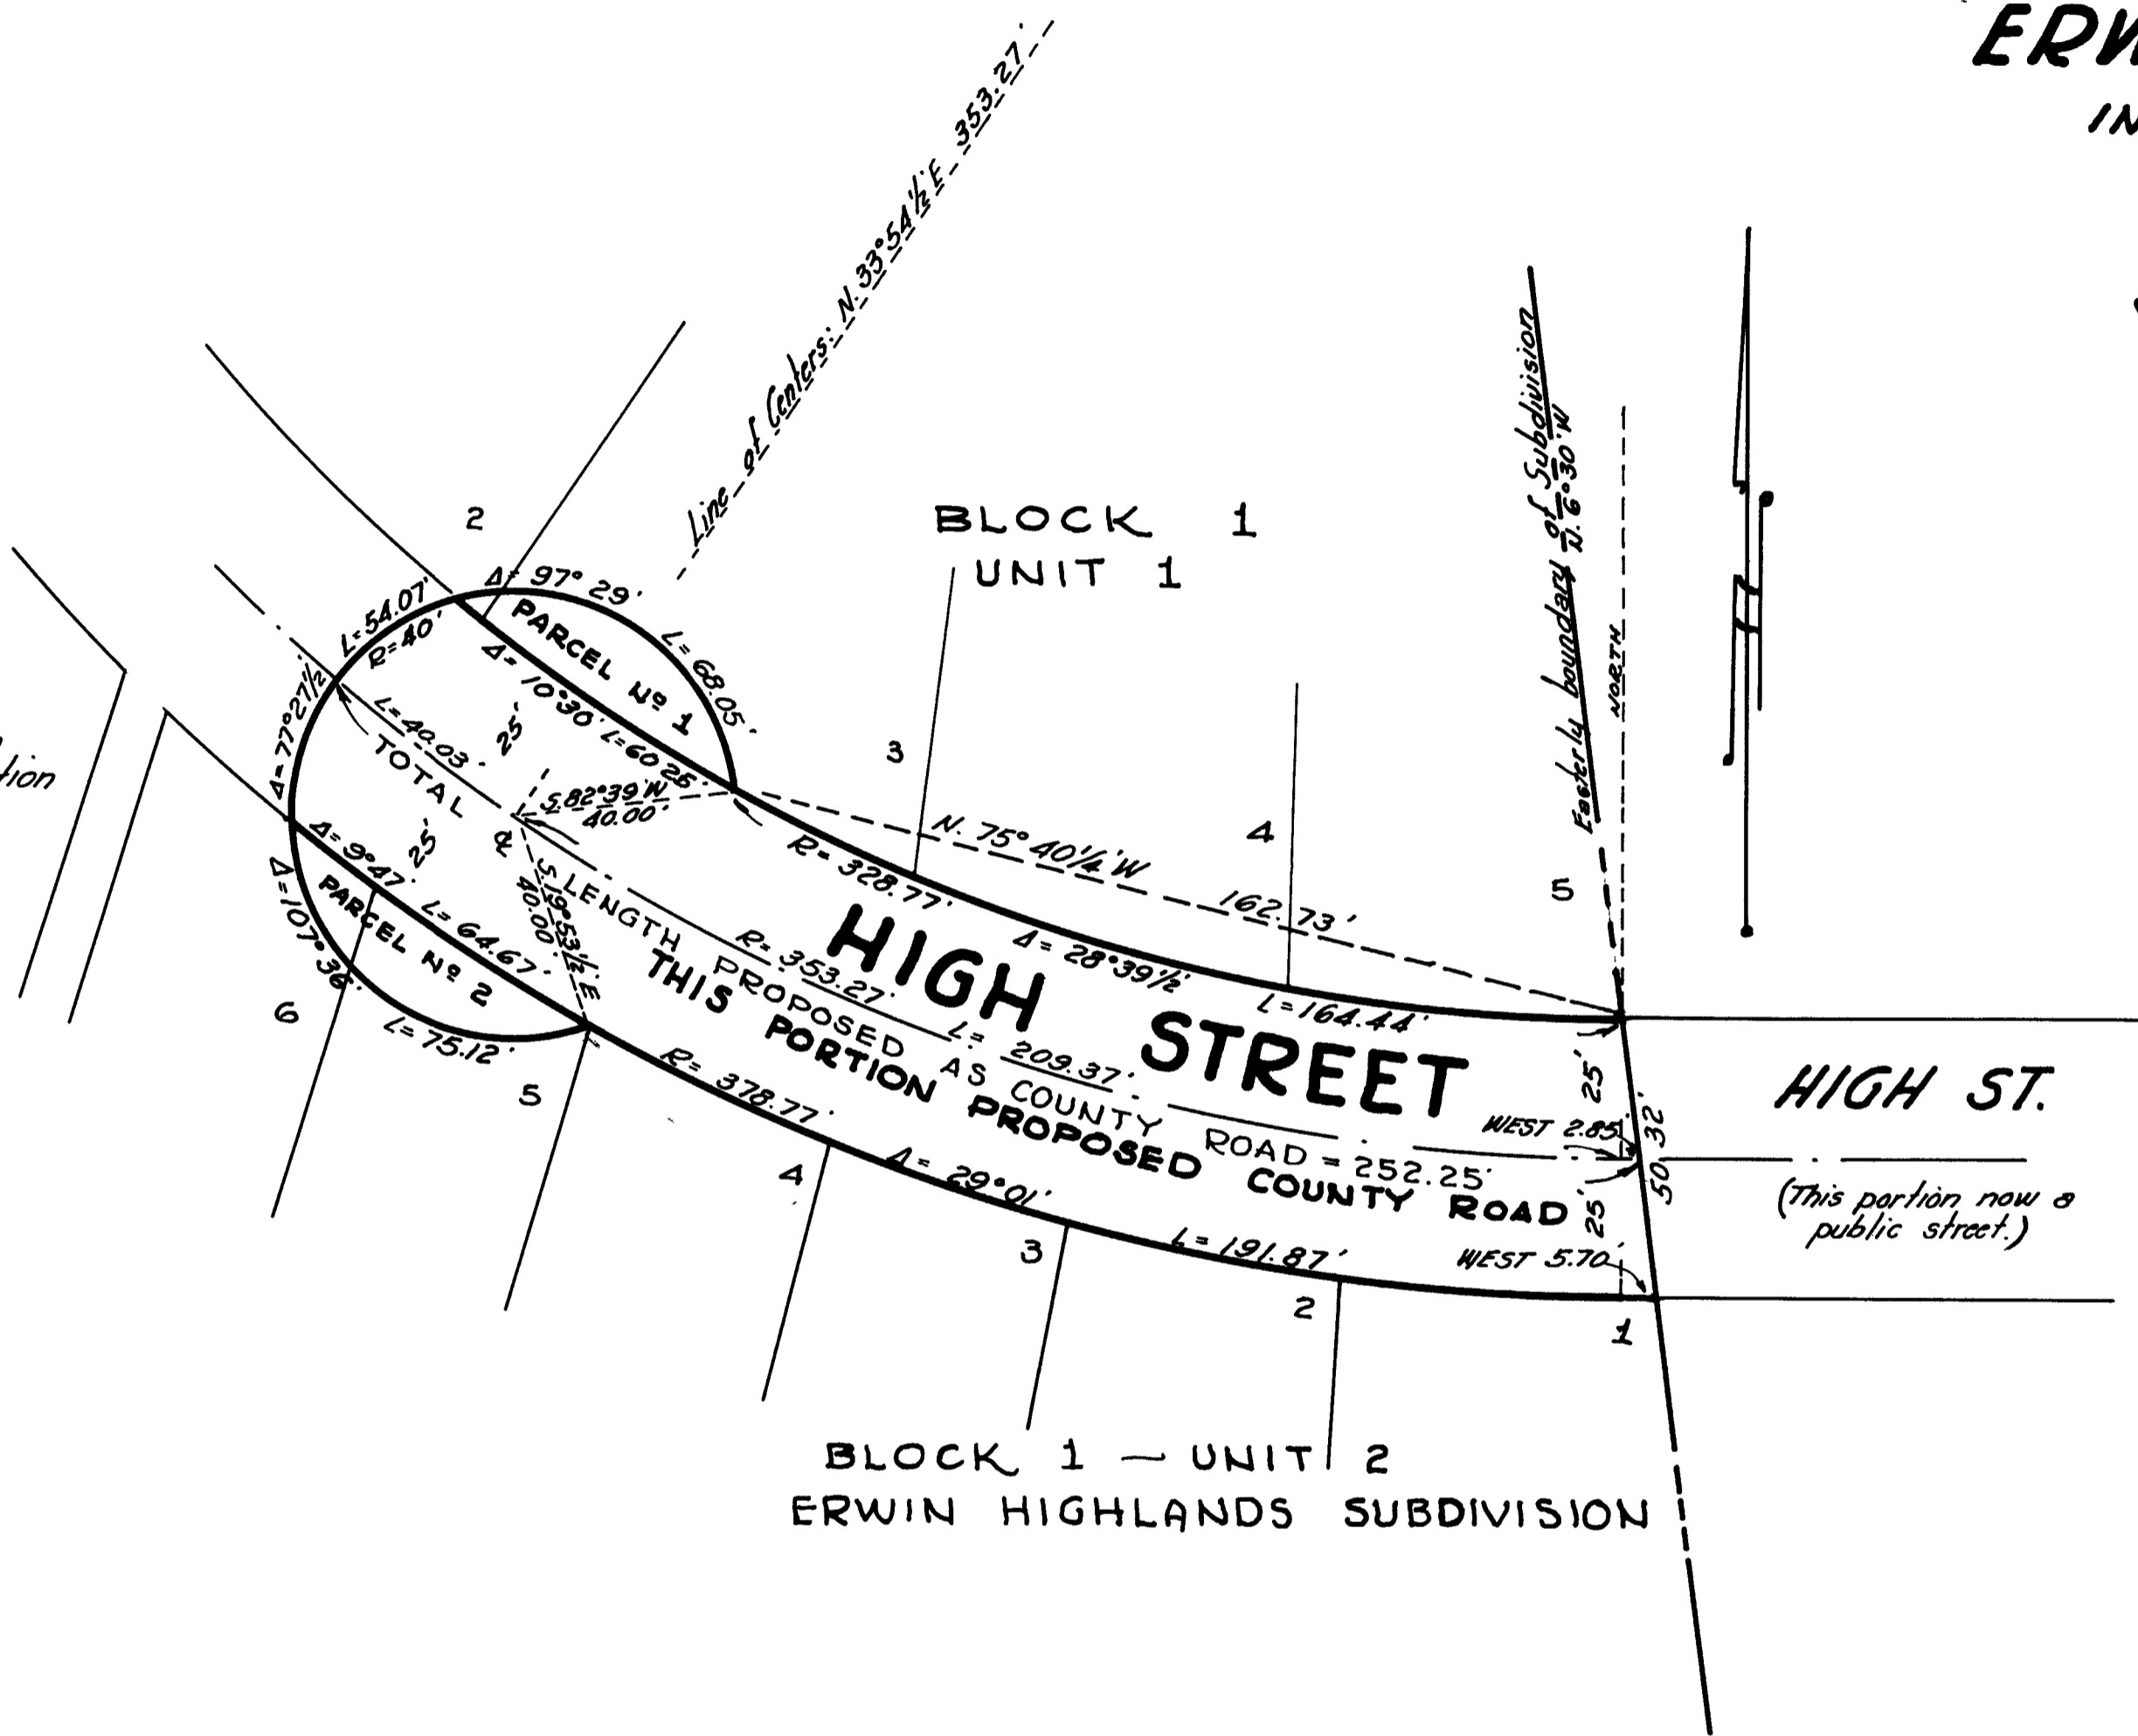 ERW
IN
Line of Centers: N. 33°54½' E 353.27'
Easterly boundary of Subdivision
N. 6°30' W
NORTH
BLOCK 1
UNIT 1
2
3
4
5
Δ= 97° 29'
L= 68.05'
L= 54.07'
R= 40'
Δ= 77°27½'
PARCEL Nº 1
Δ= 10°30' L= 60.25'
L= 40.03'
25'
25'
S. 82°39' W
40.00'
S. 19°53½' E
40.00'
tion
Δ= 9°47'
L= 64.67'
PARCEL Nº 2
Δ= 107°36'
L= 75.12'
N. 75° 40¼' W 162.73'
R= 328.77'
Δ= 28°39½'
L= 164.44'
HIGH STREET
R= 353.27' L= 209.37'
TOTAL LENGTH PROPOSED AS COUNTY ROAD = 252.25'
THIS PORTION PROPOSED COUNTY ROAD
R= 378.77'
Δ= 29°01'
L= 191.87'
25'
25'
WEST 2.85'
WEST 5.70'
50.32'
HIGH ST.
(This portion now a
public street.)
6
5
4
3
2
1
BLOCK 1 — UNIT 2
ERWIN HIGHLANDS SUBDIVISION